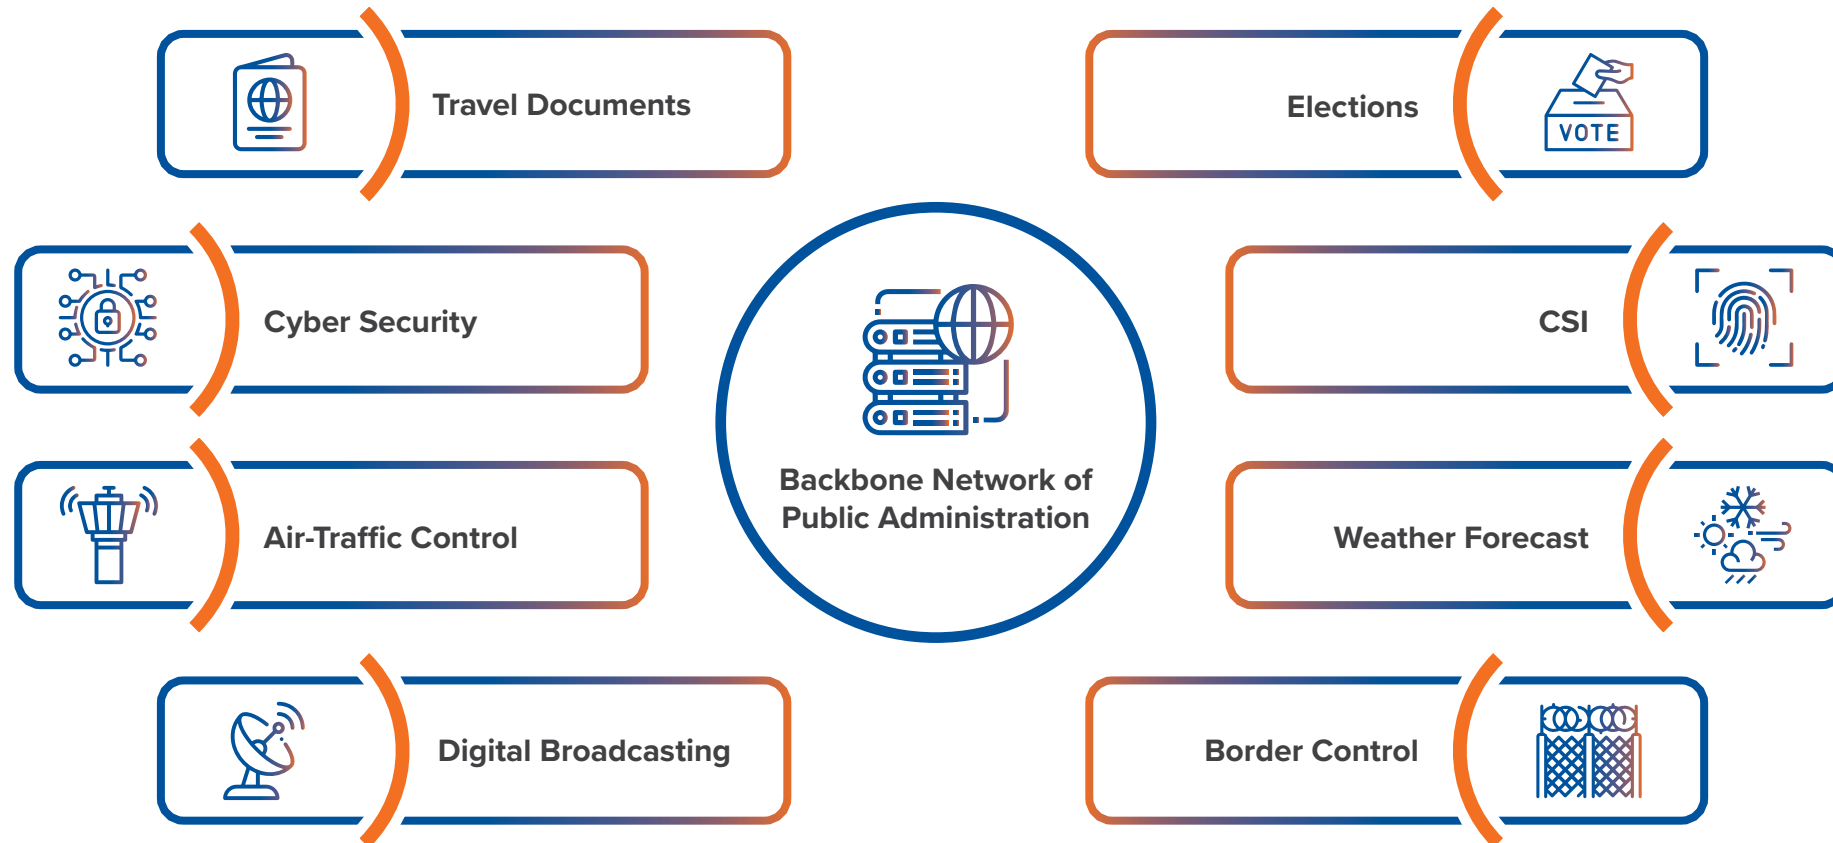 Travel Documents
Elections
VOTE
Cyber Security
CSI
Backbone Network of
Public Administration
Air-Traffic Control
Weather Forecast
Digital Broadcasting
Border Control